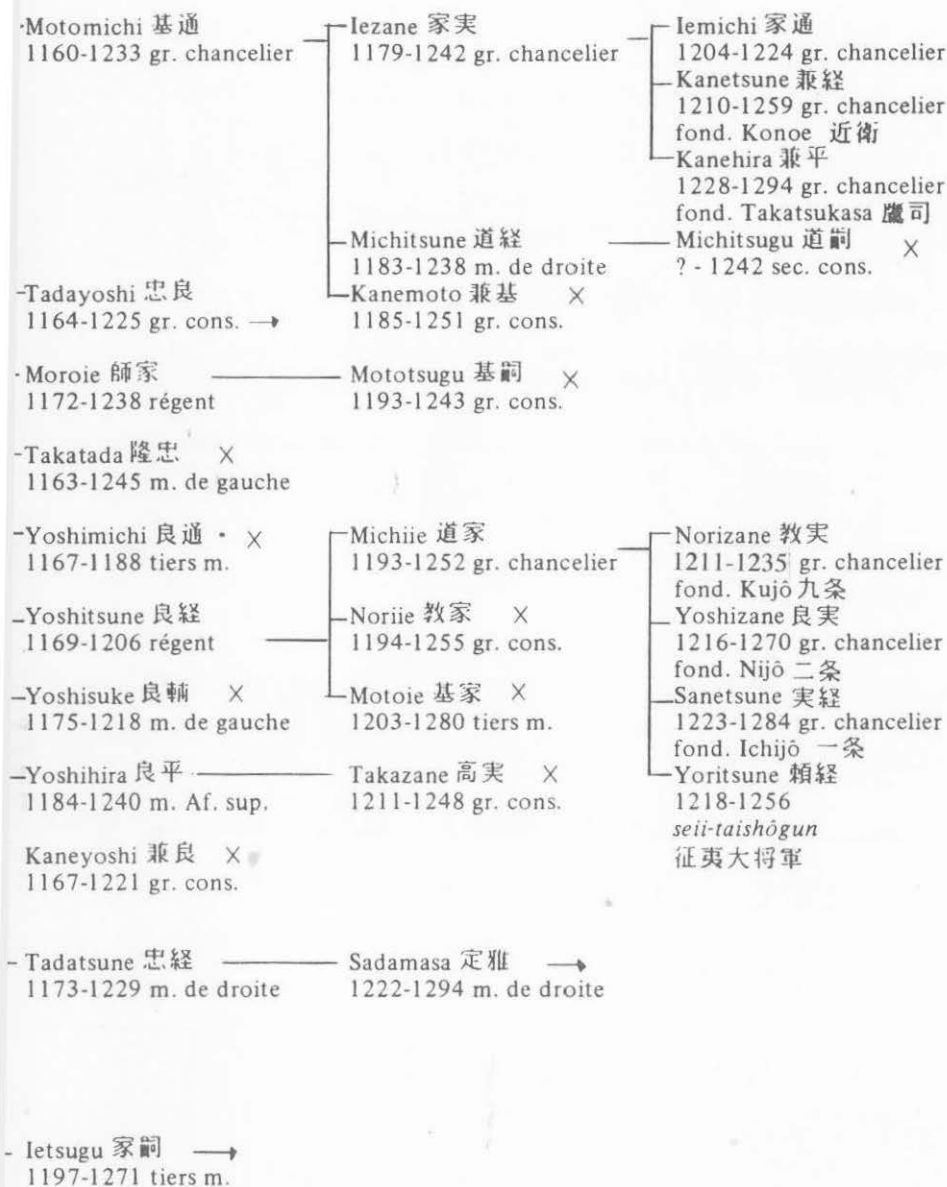 Motomichi 基通
1160-1233 gr. chancelier
Iezane 家実
1179-1242 gr. chancelier
Iemichi 家通
1204-1224 gr. chancelier
Kanetsune 兼経
1210-1259 gr. chancelier
fond. Konoe 近衛
Kanehira 兼平
1228-1294 gr. chancelier
fond. Takatsukasa 鷹司
Michitsune 道経
1183-1238 m. de droite
Michitsugu 道嗣 ×
? - 1242 sec. cons.
Kanemoto 兼基 ×
1185-1251 gr. cons.
Tadayoshi 忠良
1164-1225 gr. cons. →
Moroie 師家
1172-1238 régent
Mototsugu 基嗣 ×
1193-1243 gr. cons.
Takatada 隆忠 ×
1163-1245 m. de gauche
Yoshimichi 良通 · ×
1167-1188 tiers m.
Yoshitsune 良経
1169-1206 régent
Yoshisuke 良輔 ×
1175-1218 m. de gauche
Yoshihira 良平
1184-1240 m. Af. sup.
Kaneyoshi 兼良 ×
1167-1221 gr. cons.
Michiie 道家
1193-1252 gr. chancelier
Noriie 教家 ×
1194-1255 gr. cons.
Motoie 基家 ×
1203-1280 tiers m.
Takazane 高実 ×
1211-1248 gr. cons.
Norizane 教実
1211-1235 gr. chancelier
fond. Kujô 九条
Yoshizane 良実
1216-1270 gr. chancelier
fond. Nijô 二条
Sanetsune 実経
1223-1284 gr. chancelier
fond. Ichijô 一条
Yoritsune 頼経
1218-1256
seii-taishôgun
征夷大将軍
Tadatsune 忠経
1173-1229 m. de droite
Sadamasa 定雅 →
1222-1294 m. de droite
Ietsugu 家嗣 →
1197-1271 tiers m.